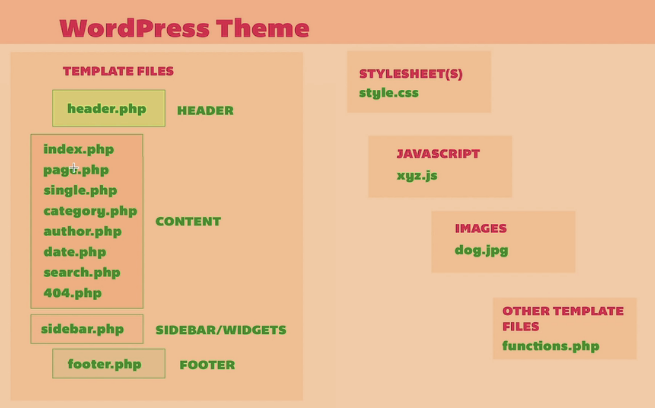 WordPress Theme
TEMPLATE FILES
header.php HEADER
index.php
page.php
single.php
category.php
author.php
date.php
search.php
404.php
CONTENT
sidebar.php SIDEBAR/WIDGETS
footer.php FOOTER
STYLESHEET(S)
style.css
JAVASCRIPT
xyz.js
IMAGES
dog.jpg
OTHER TEMPLATE
FILES
functions.php